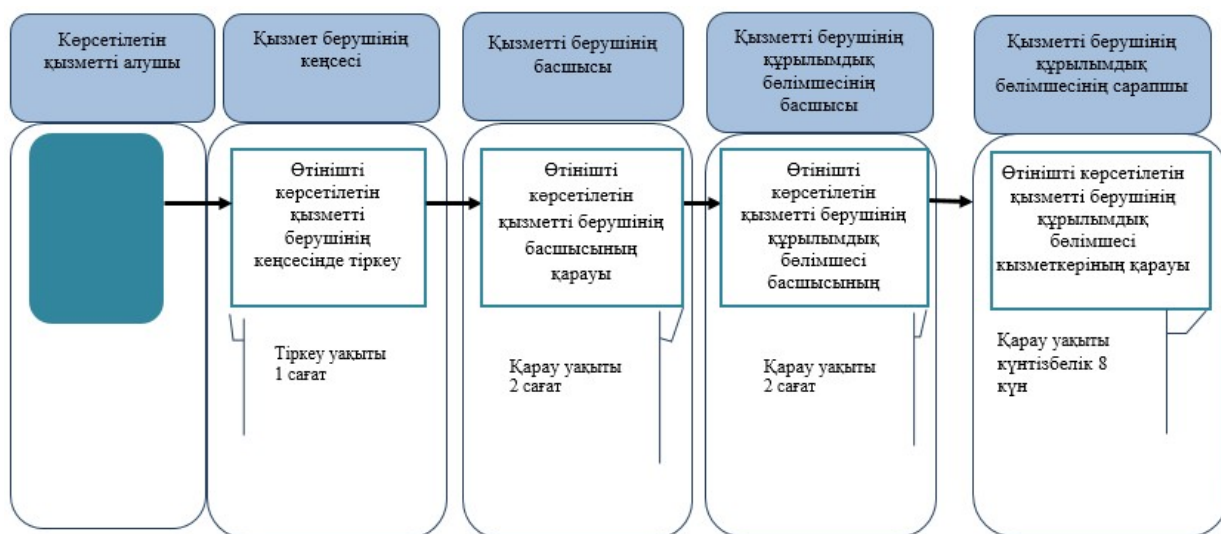 Көрсетілетін
қызметті алушы
Қызмет берушінің
кеңсесі
Қызметті берушінің
басшысы
Қызметті берушінің
құрылымдық
бөлімшесінің
басшысы
Қызметті берушінің
құрылымдық
бөлімшесінің сарапшы
Өтінішті
көрсетілетін
қызметті
берушінің
кеңсесінде тіркеу
Өтінішті
көрсетілетін
қызметті берушінің
басшысының
қарауы
Өтінішті
көрсетілетін
қызметті берушінің
құрылымдық
бөлімшесі
басшысының
Өтінішті көрсетілетін
қызметті берушінің
құрылымдық
бөлімшесі
кызметкеріның қарауы
Тіркеу уақыты
1 сағат
Қарау уақыты
2 сағат
Қарау уақыты
2 сағат
Қарау уақыты
күнтізбелік 8
күн